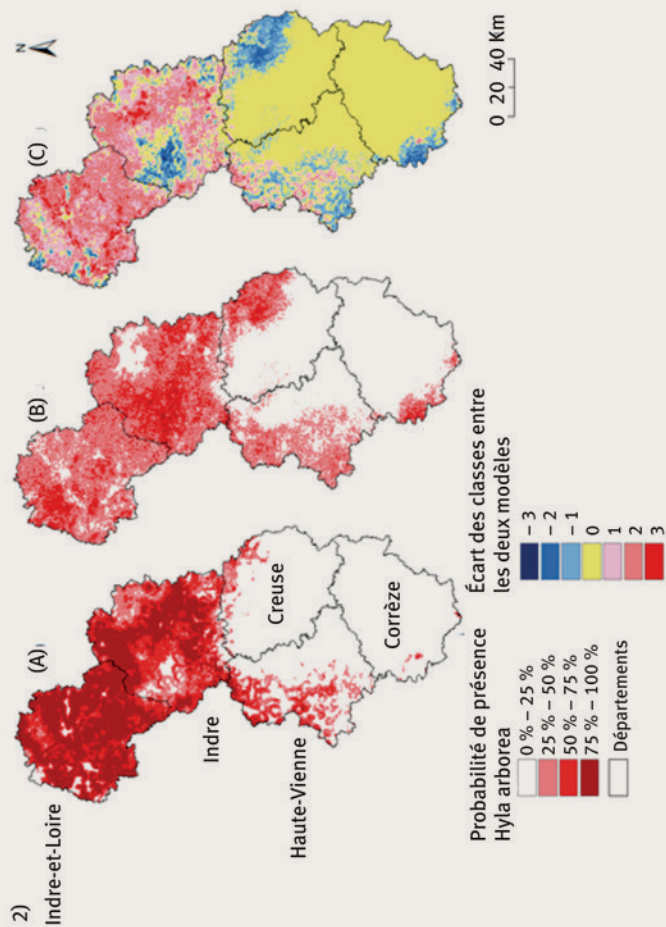 2)
Indre-et-Loire
(A)
(B)
(C)
N
Indre
Haute-Vienne
Creuse
Corrèze
0 20 40 Km
Probabilité de présence
Hyla arborea
0 % – 25 %
25 % – 50 %
50 % – 75 %
75 % – 100 %
Départements
Écart des classes entre
les deux modèles
– 3
– 2
– 1
0
1
2
3